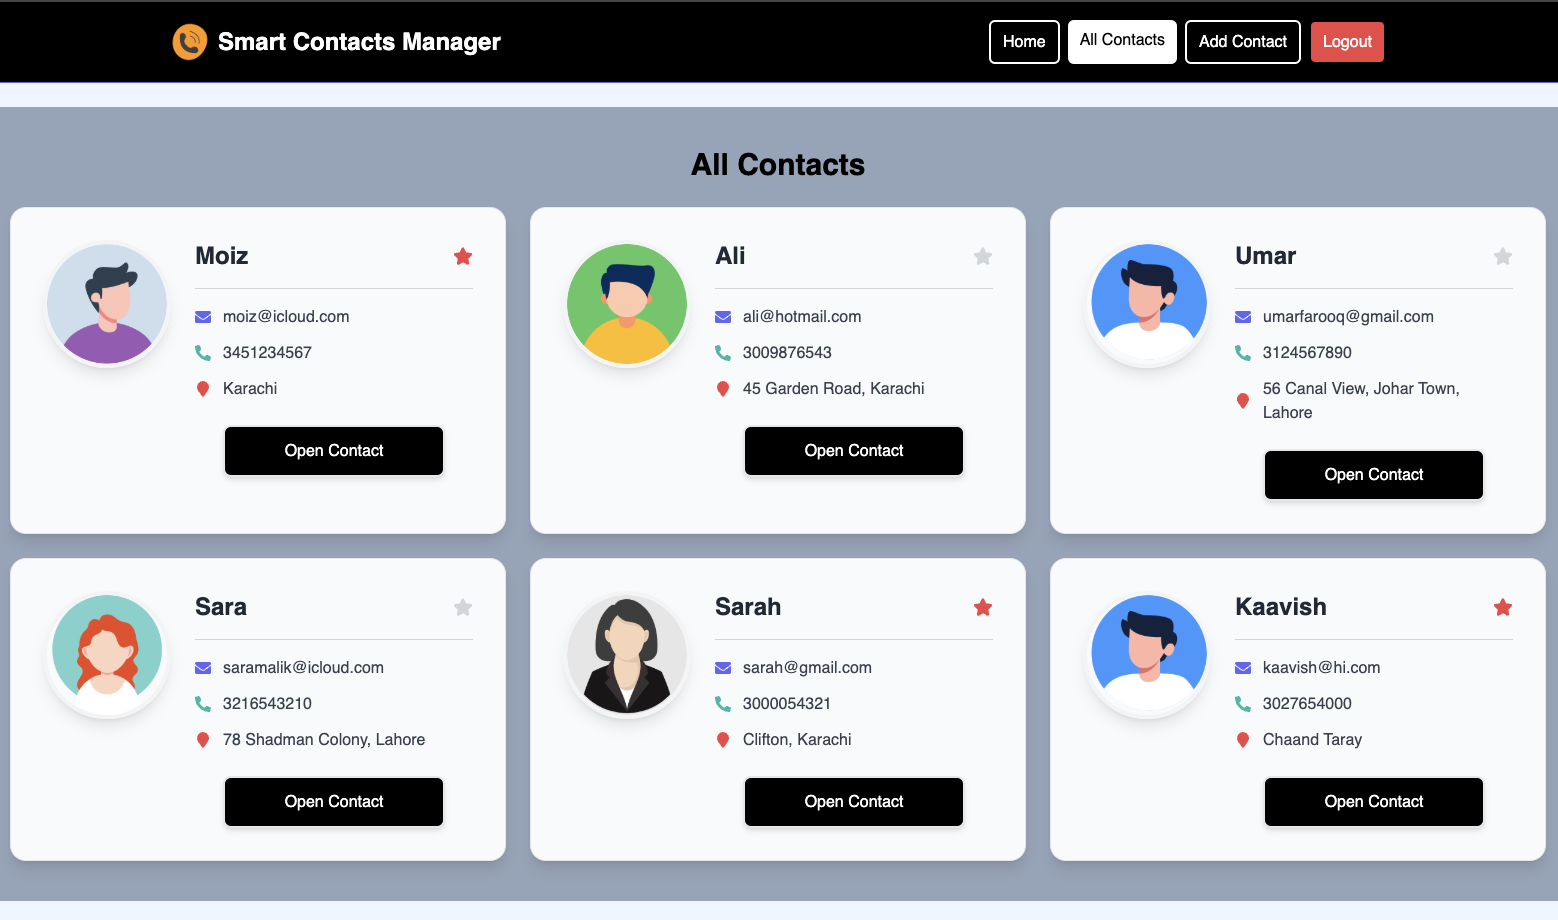 Smart Contacts Manager
Home
All Contacts
Add Contact
Logout
All Contacts
Moiz
moiz@icloud.com
3451234567
Karachi
Open Contact
Ali
ali@hotmail.com
3009876543
45 Garden Road, Karachi
Open Contact
Umar
umarfarooq@gmail.com
3124567890
56 Canal View, Johar Town,
Lahore
Open Contact
Sara
saramalik@icloud.com
3216543210
78 Shadman Colony, Lahore
Open Contact
Sarah
sarah@gmail.com
3000054321
Clifton, Karachi
Open Contact
Kaavish
kaavish@hi.com
3027654000
Chaand Taray
Open Contact